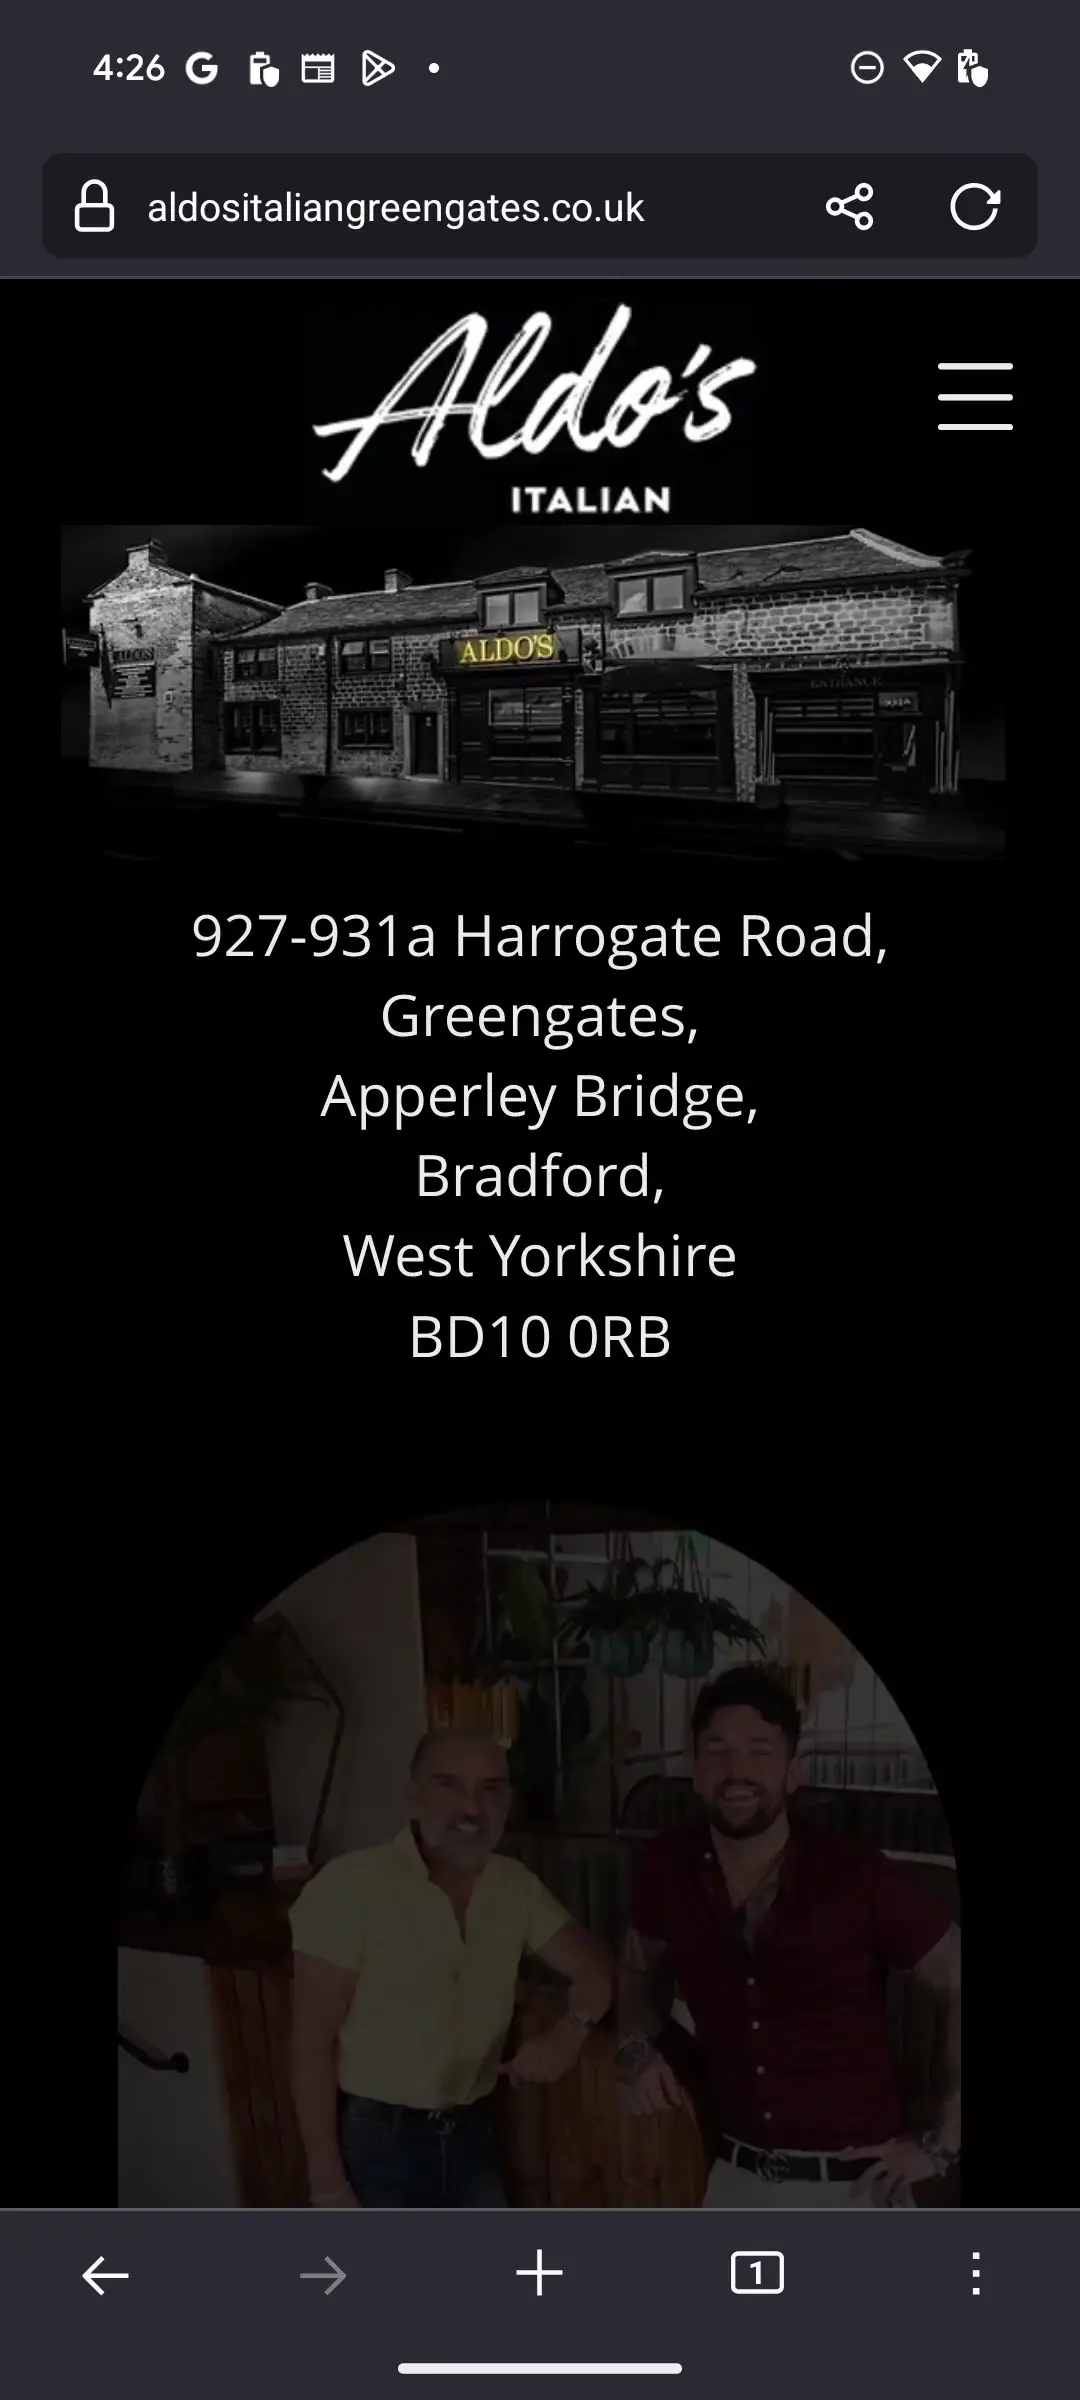 4:26
aldositaliangreengates.co.uk
Aldo's
ITALIAN
ALDO'S
ALDO'S
ENTRANCE
927-931a Harrogate Road,
Greengates,
Apperley Bridge,
Bradford,
West Yorkshire
BD10 0RB
1